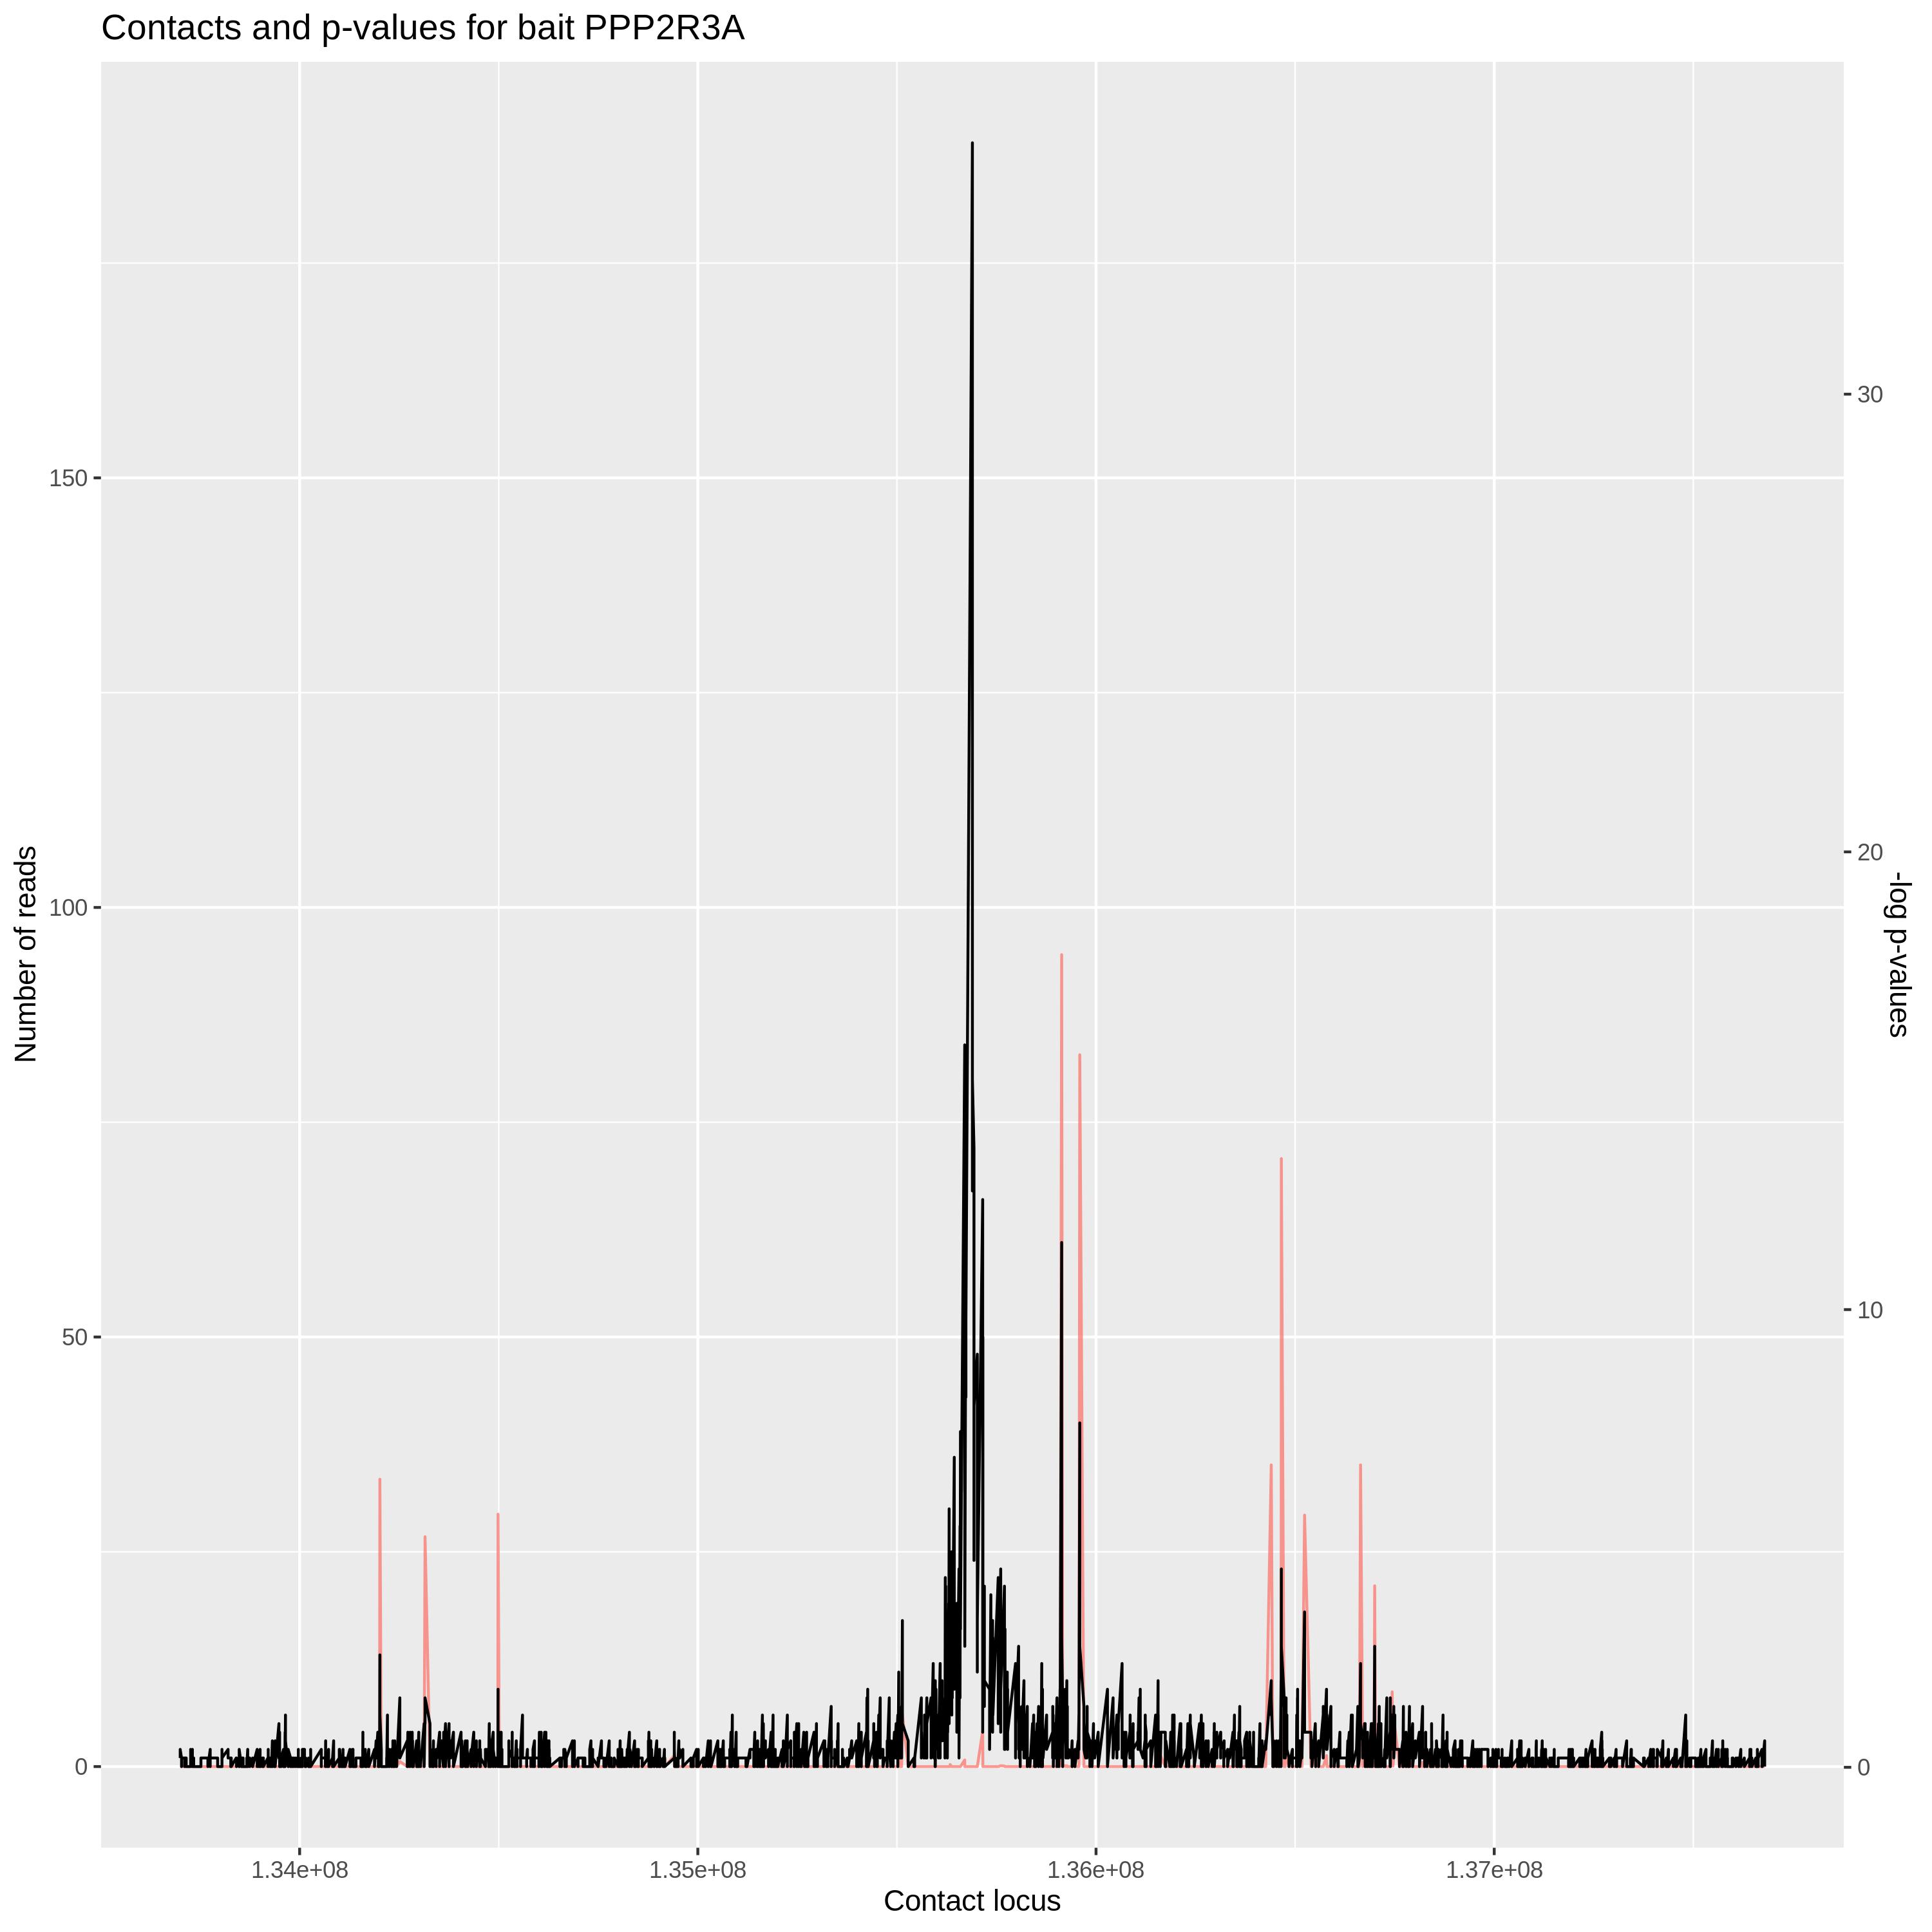 Contacts and p-values for bait PPP2R3A
Number of reads
150
100
50
0
30
20
10
0
-log p-values
1.34e+08 1.35e+08 1.36e+08 1.37e+08
Contact locus